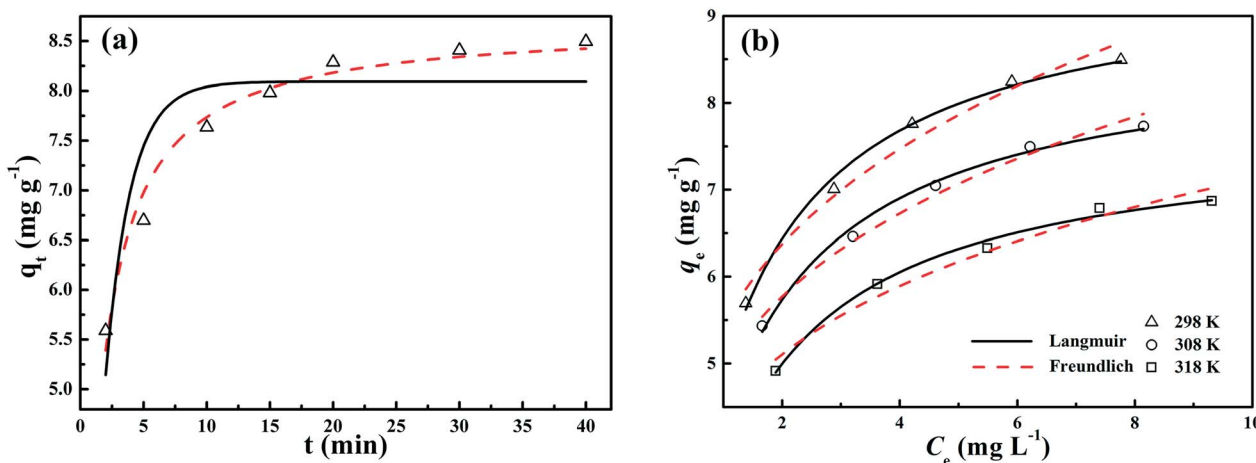 (a)
8.5
8.0
7.5
7.0
6.5
6.0
5.5
5.0
q_t (mg g^-1)
0 5 10 15 20 25 30 35 40
t (min)
(b)
9
8
7
6
5
q_e (mg g^-1)
298 K
Langmuir 308 K
Freundlich 318 K
2 4 6 8 10
C_e (mg L^-1)